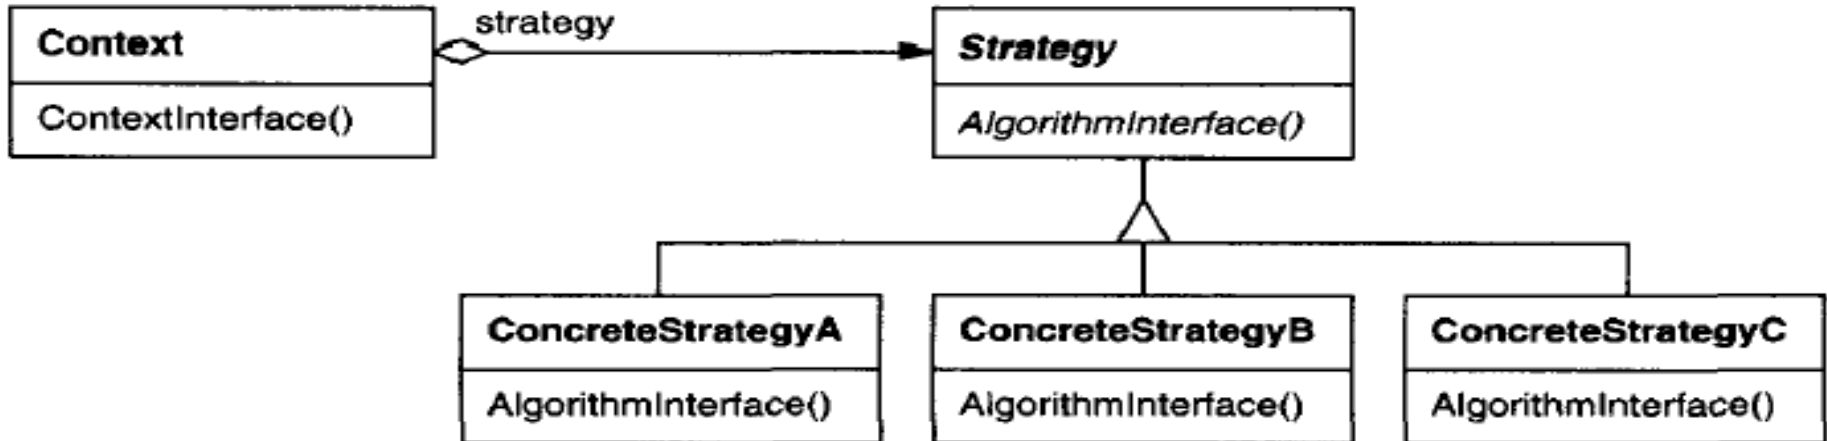 strategy
Context
Strategy
ContextInterface()
AlgorithmInterface()
ConcreteStrategyA
ConcreteStrategyB
ConcreteStrategyC
AlgorithmInterface()
AlgorithmInterface()
AlgorithmInterface()